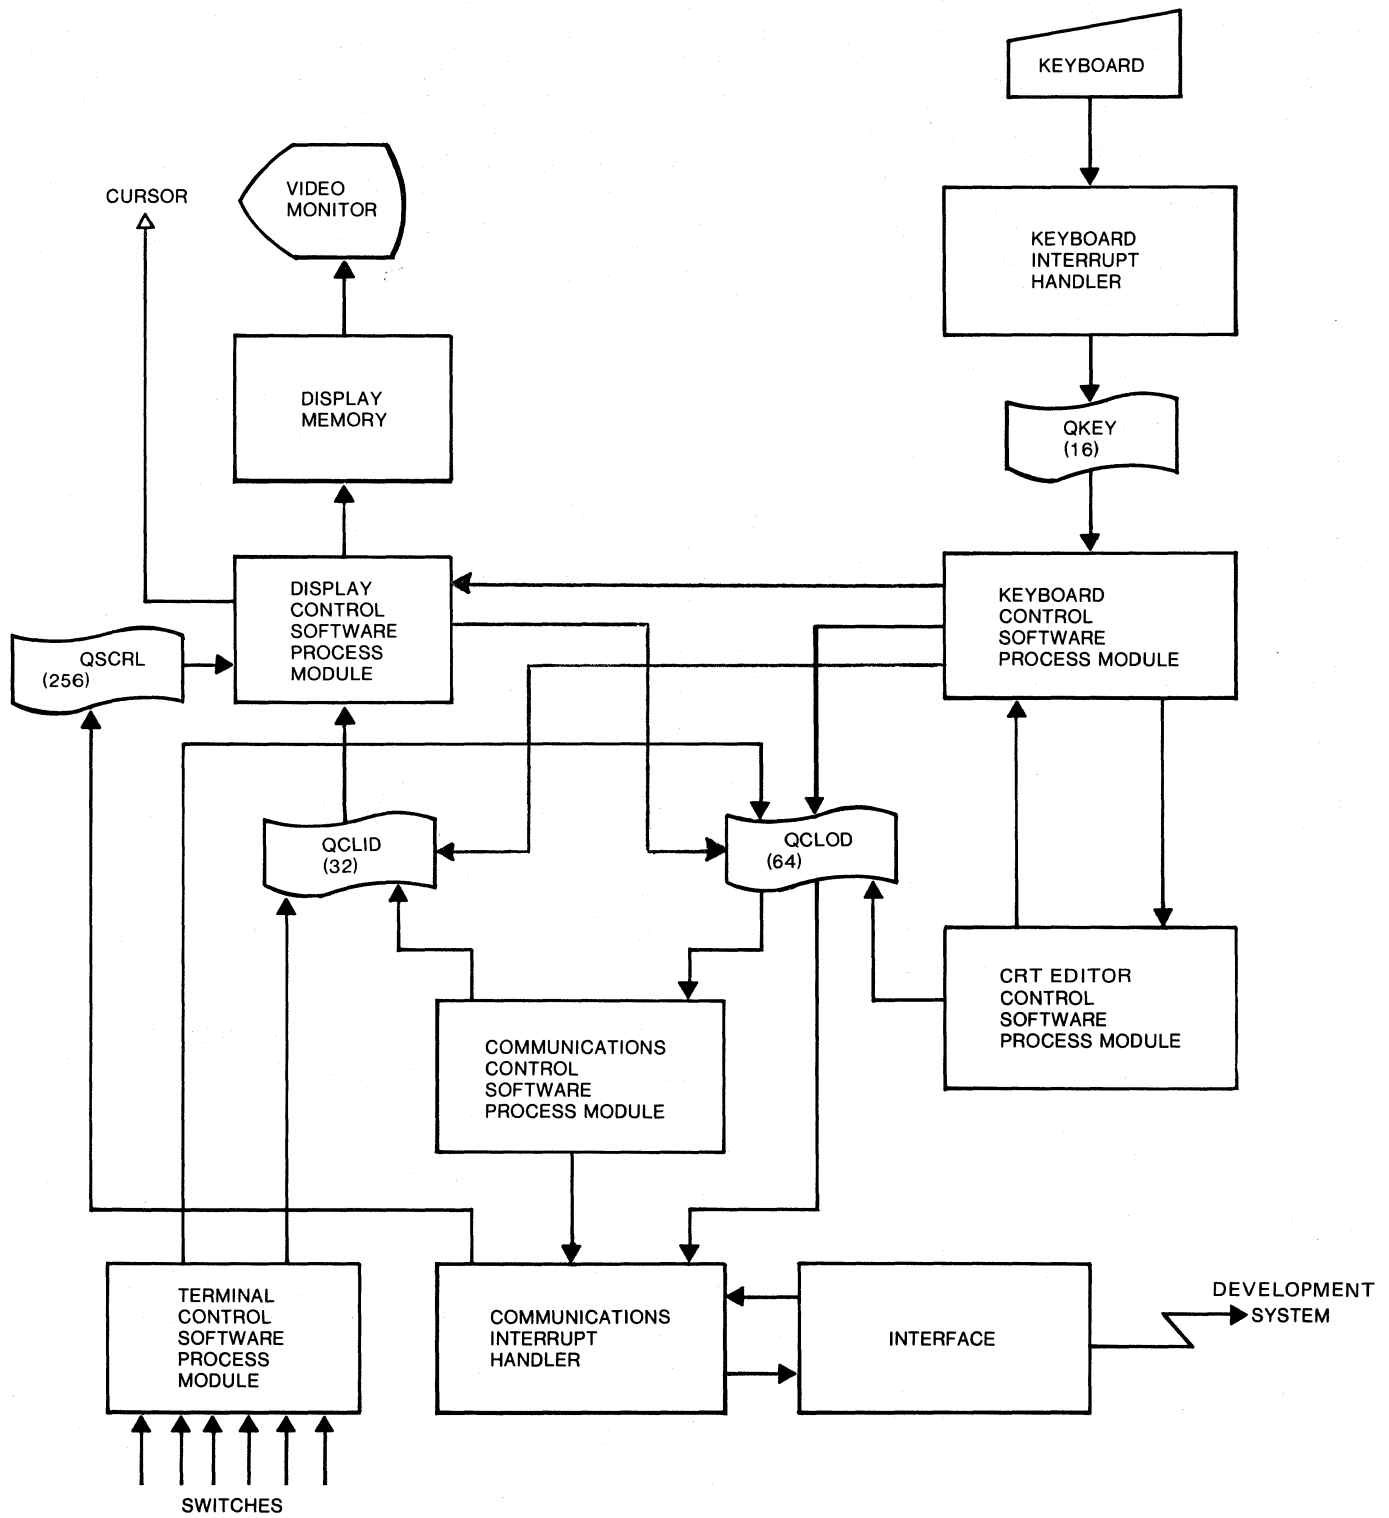 KEYBOARD
CURSOR
VIDEO
MONITOR
KEYBOARD
INTERRUPT
HANDLER
DISPLAY
MEMORY
QKEY
(16)
DISPLAY
CONTROL
SOFTWARE
PROCESS
MODULE
KEYBOARD
CONTROL
SOFTWARE
PROCESS MODULE
QSCRL
(256)
QCLID
(32)
QCLOD
(64)
CRT EDITOR
CONTROL
SOFTWARE
PROCESS MODULE
COMMUNICATIONS
CONTROL
SOFTWARE
PROCESS MODULE
TERMINAL
CONTROL
SOFTWARE
PROCESS
MODULE
COMMUNICATIONS
INTERRUPT
HANDLER
INTERFACE
DEVELOPMENT
SYSTEM
SWITCHES